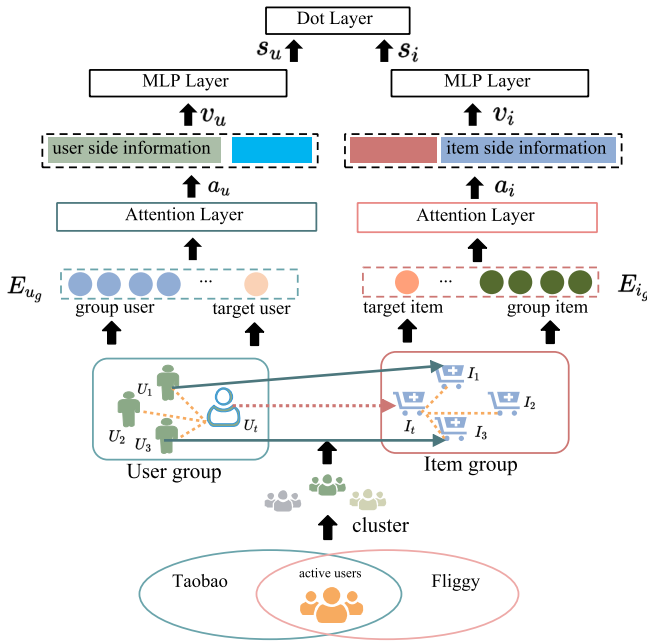 Dot Layer
s_u
s_i
MLP Layer
MLP Layer
v_u
v_i
user side information
item side information
a_u
a_i
Attention Layer
Attention Layer
E_{u_g}
...
...
E_{i_g}
group user
target user
target item
group item
U_1
I_1
U_2
U_t
I_t
I_2
U_3
I_3
User group
Item group
cluster
Taobao
active users
Fliggy